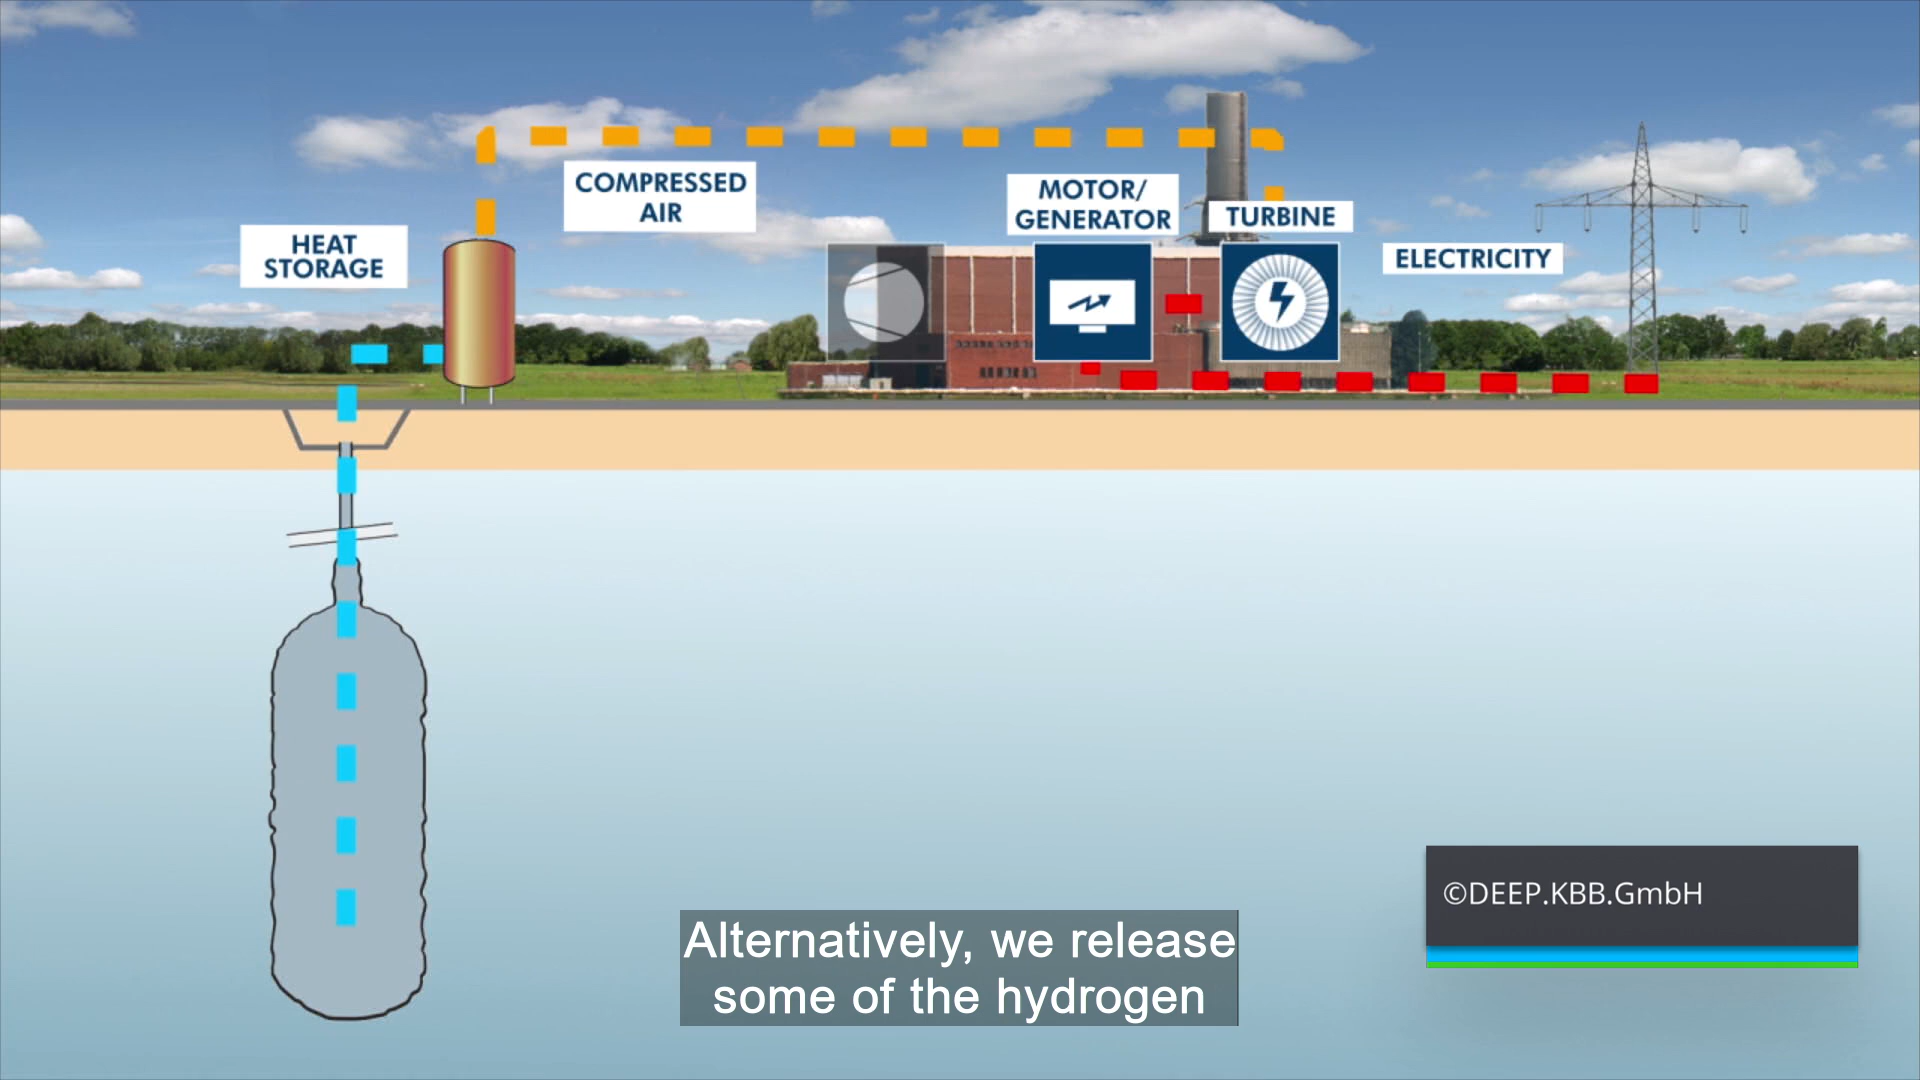 COMPRESSED
AIR
MOTOR/
GENERATOR
TURBINE
HEAT
STORAGE
ELECTRICITY
©DEEP.KBB.GmbH
Alternatively, we release
some of the hydrogen